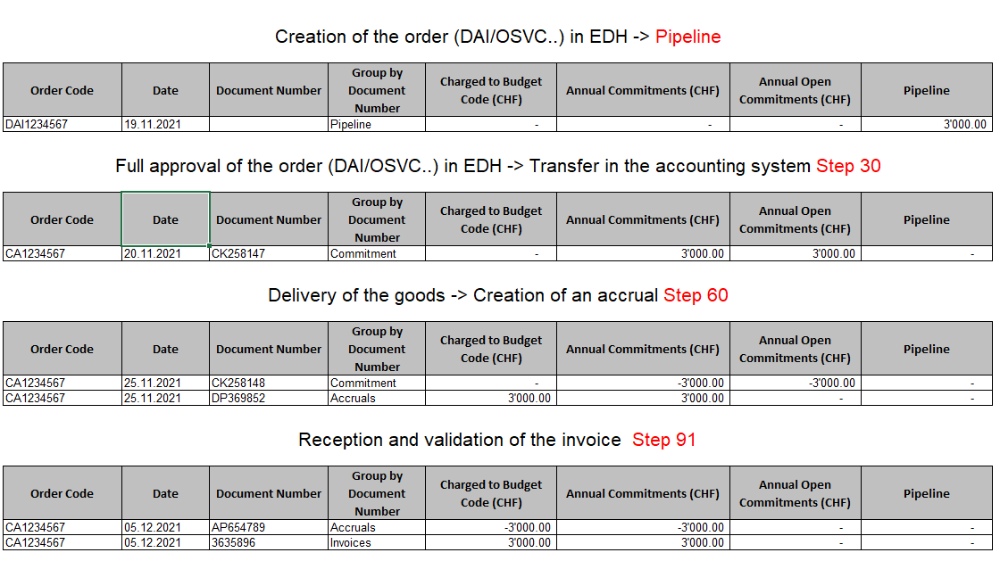 Creation of the order (DAI/OSVC..) in EDH -> Pipeline
Order Code Date Document Number Group by Document Number Charged to Budget Code (CHF) Annual Commitments (CHF) Annual Open Commitments (CHF) Pipeline
DAI1234567 19.11.2021 Pipeline - - - 3'000.00
Full approval of the order (DAI/OSVC..) in EDH -> Transfer in the accounting system Step 30
Order Code Date Document Number Group by Document Number Charged to Budget Code (CHF) Annual Commitments (CHF) Annual Open Commitments (CHF) Pipeline
CA1234567 20.11.2021 CK258147 Commitment - 3'000.00 3'000.00 -
Delivery of the goods -> Creation of an accrual Step 60
Order Code Date Document Number Group by Document Number Charged to Budget Code (CHF) Annual Commitments (CHF) Annual Open Commitments (CHF) Pipeline
CA1234567 25.11.2021 CK258148 Commitment - -3'000.00 -3'000.00 -
CA1234567 25.11.2021 DP369852 Accruals 3'000.00 3'000.00 - -
Reception and validation of the invoice Step 91
Order Code Date Document Number Group by Document Number Charged to Budget Code (CHF) Annual Commitments (CHF) Annual Open Commitments (CHF) Pipeline
CA1234567 05.12.2021 AP654789 Accruals -3'000.00 -3'000.00 - -
CA1234567 05.12.2021 3635896 Invoices 3'000.00 3'000.00 - -